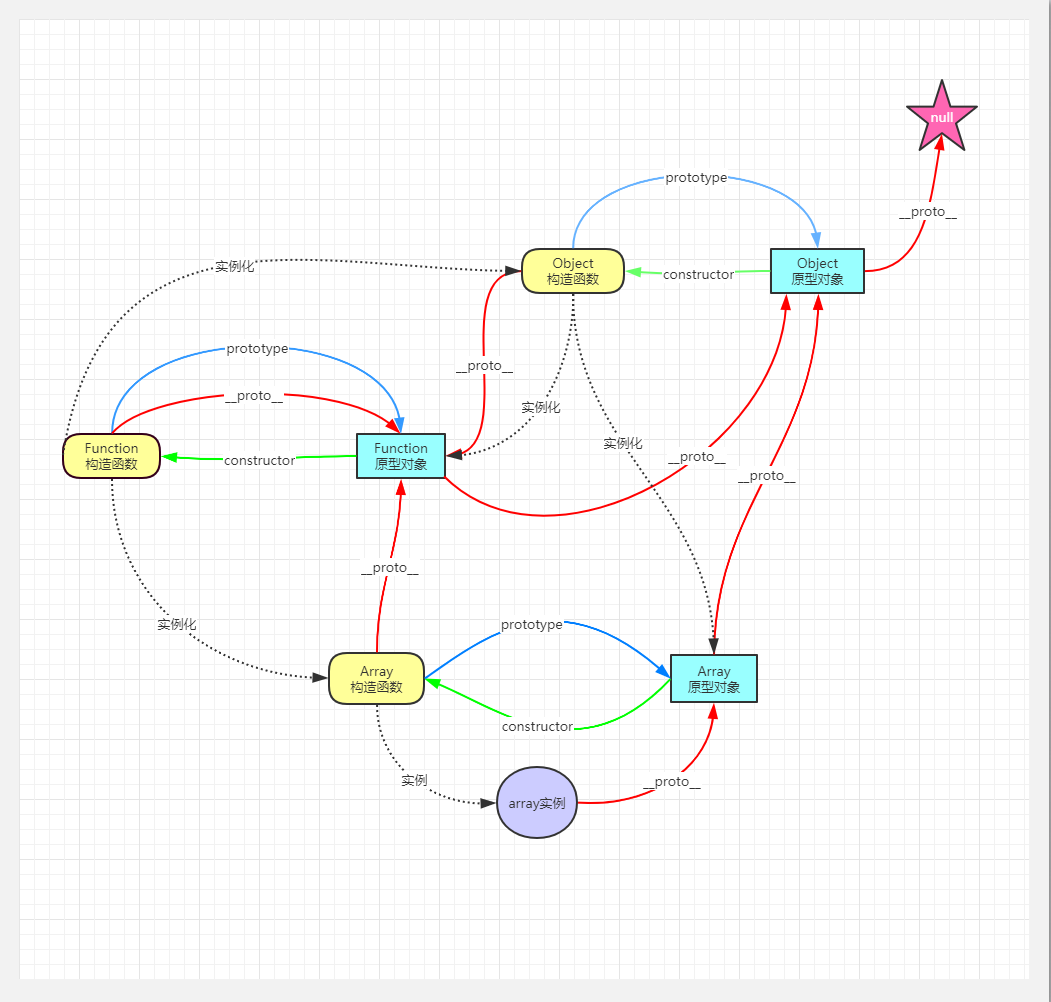 null
prototype
__proto__
Object
构造函数
constructor
Object
原型对象
实例化
prototype
__proto__
__proto__
实例化
Function
构造函数
constructor
Function
原型对象
实例化
__proto__
__proto__
__proto__
实例化
prototype
Array
构造函数
Array
原型对象
constructor
实例
array实例
__proto__